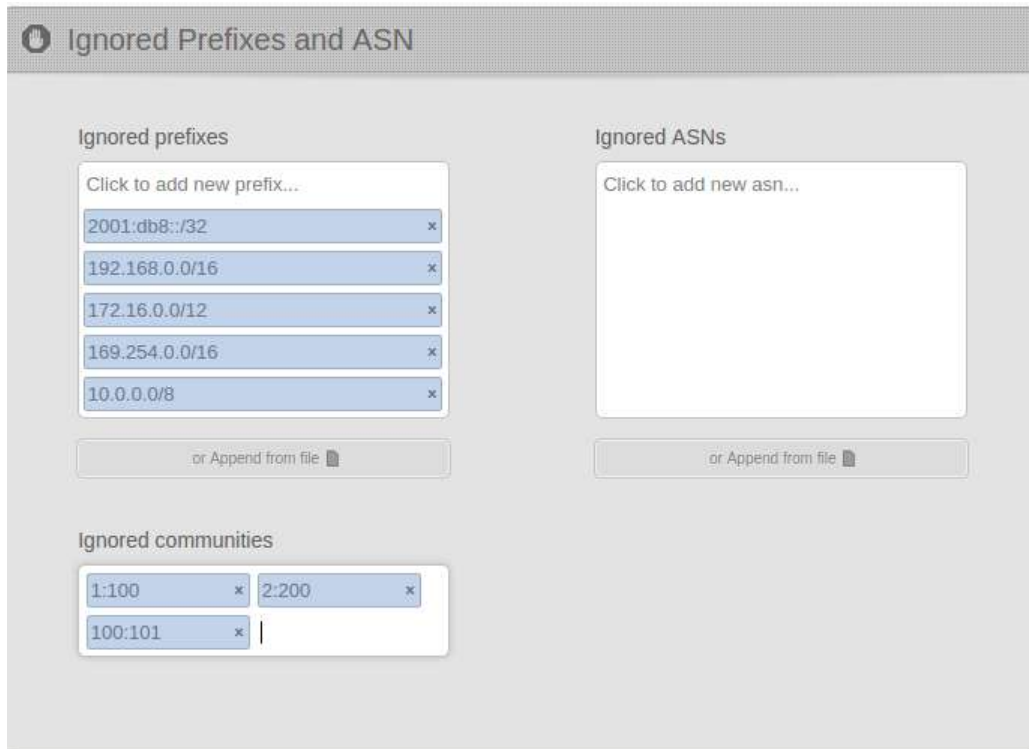 Ignored Prefixes and ASN
Ignored prefixes
Click to add new prefix...
2001:db8::/32 ×
192.168.0.0/16 ×
172.16.0.0/12 ×
169.254.0.0/16 ×
10.0.0.0/8 ×
or Append from file
Ignored ASNs
Click to add new asn...
or Append from file
Ignored communities
1:100 × 2:200 ×
100:101 ×